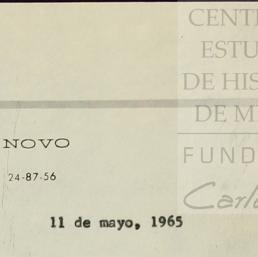 CENT
ESTU
DE HIS
DE M
FUND
Carl
NOVO
24-87-56
11 de mayo, 1965